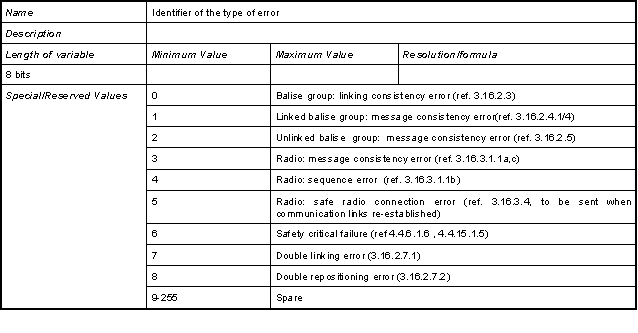 Name Identifier of the type of error
Description
Length of variable Minimum Value Maximum Value Resolution/formula
8 bits
Special/Reserved Values 0 Balise group: linking consistency error (ref. 3.16.2.3)
1 Linked balise group: message consistency error(ref. 3.16.2.4.1/4)
2 Unlinked balise group: message consistency error (ref. 3.16.2.5)
3 Radio: message consistency error (ref. 3.16.3.1.1a,c)
4 Radio: sequence error (ref. 3.16.3.1.1b)
5 Radio: safe radio connection error (ref. 3.16.3.4, to be sent when
communication links re-established)
6 Safety critical failure (ref 4.4.6.1.6 , 4.4.15.1.5)
7 Double linking error (3.16.2.7.1)
8 Double repositioning error (3.16.2.7.2)
9-255 Spare